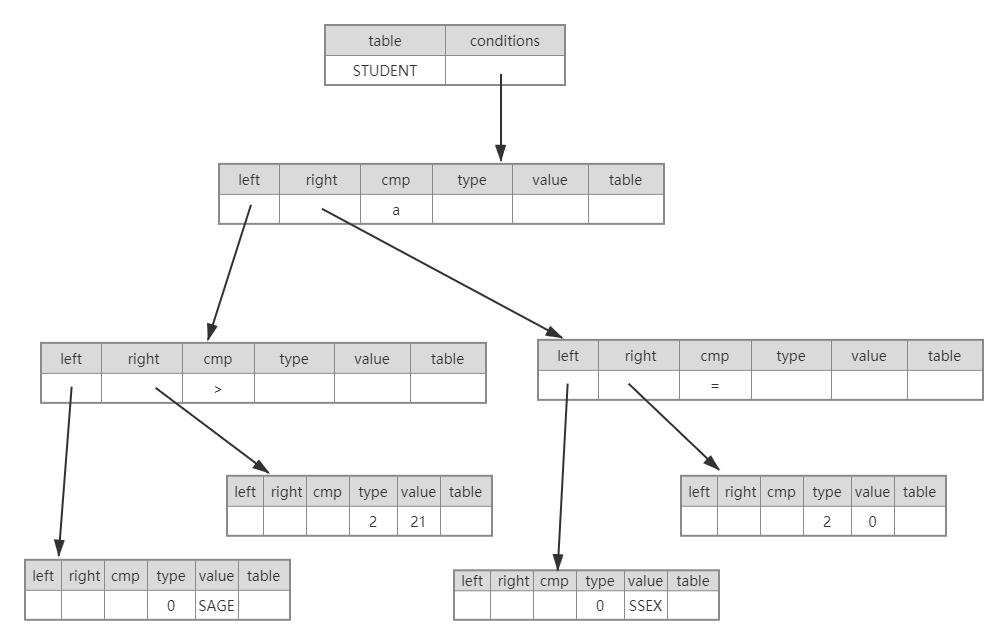 table conditions
STUDENT
left right cmp type value table
a
left right cmp type value table
>
left right cmp type value table
=
left right cmp type value table
2 21
left right cmp type value table
2 0
left right cmp type value table
0 SAGE
left right cmp type value table
0 SSEX